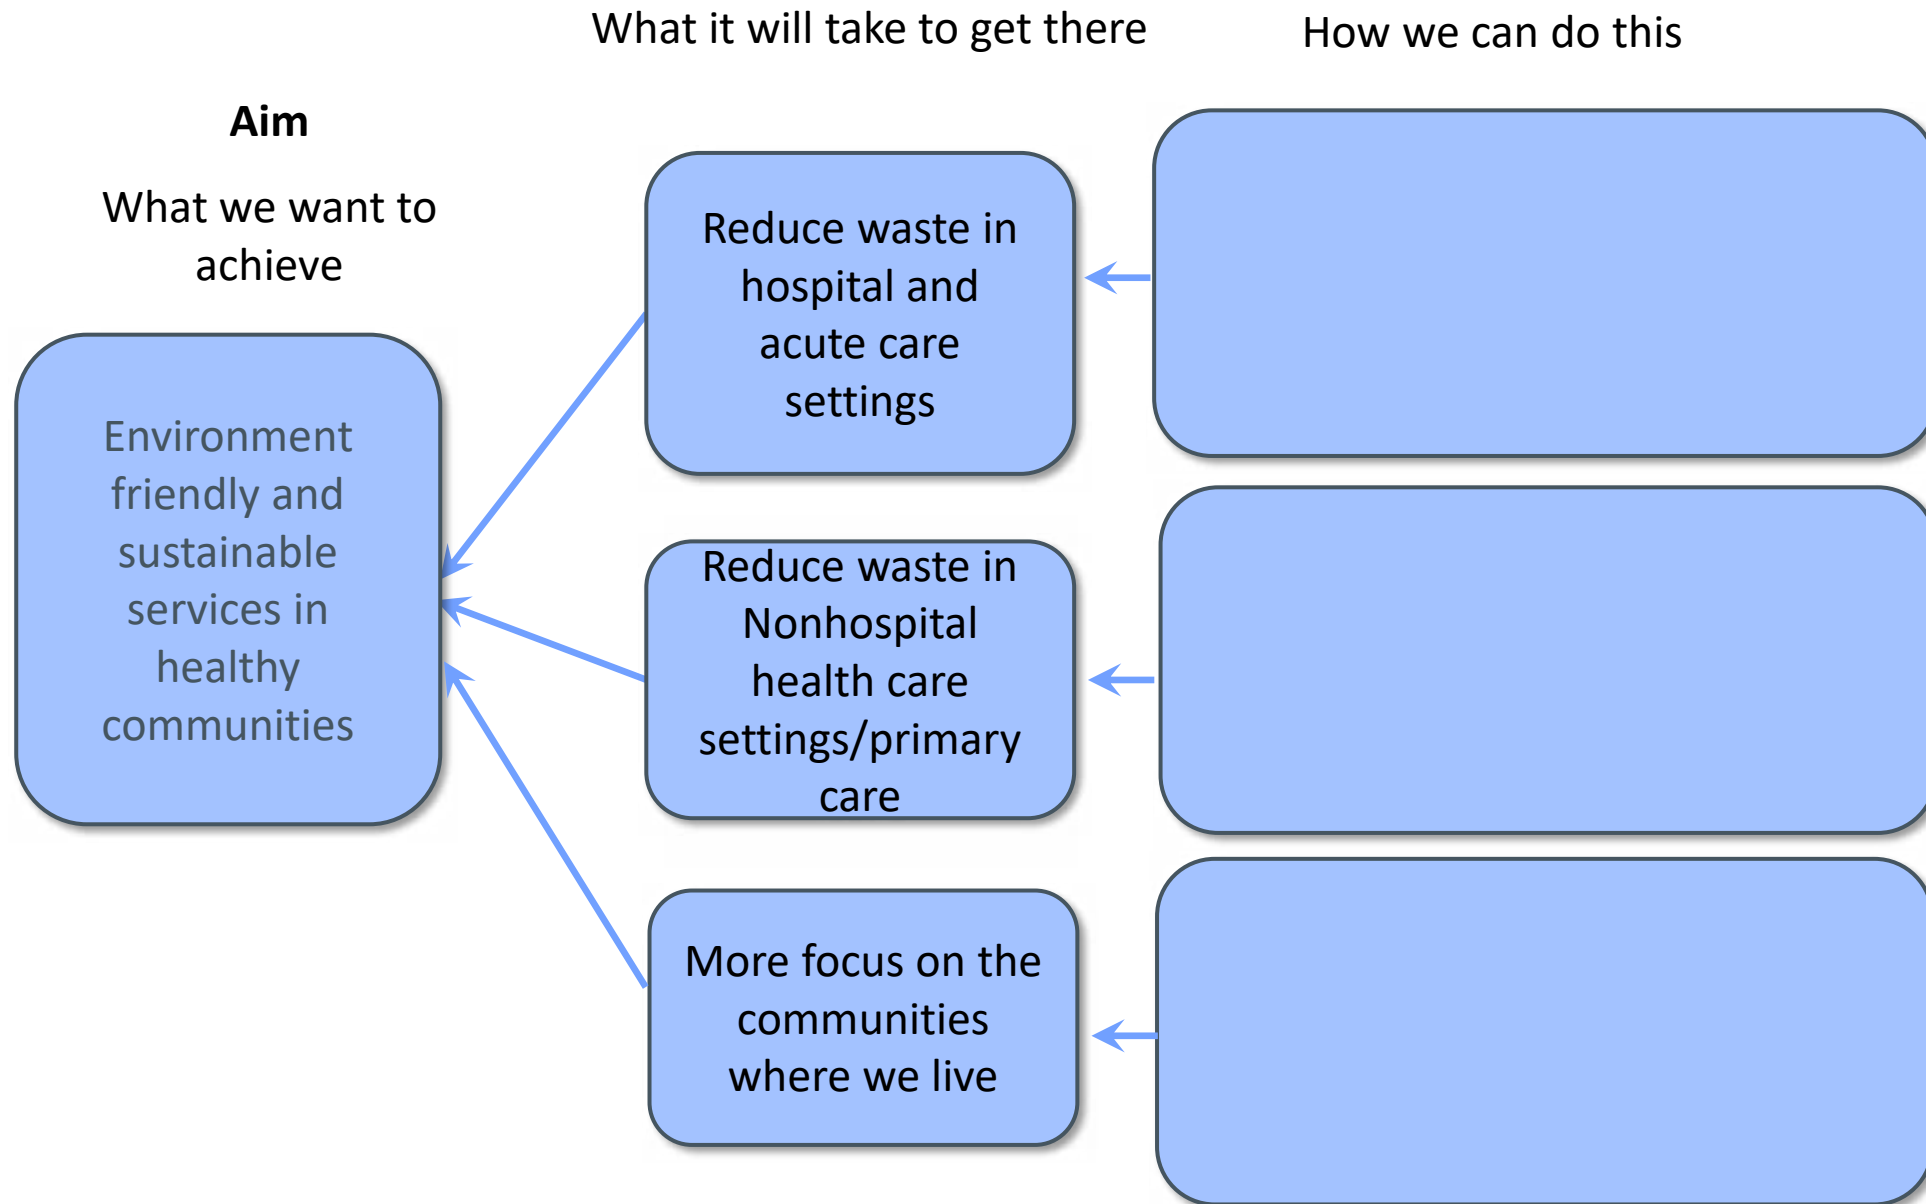 What it will take to get there
How we can do this
Aim
What we want to
achieve
Environment
friendly and
sustainable
services in
healthy
communities
Reduce waste in
hospital and
acute care
settings
Reduce waste in
Nonhospital
health care
settings/primary
care
More focus on the
communities
where we live